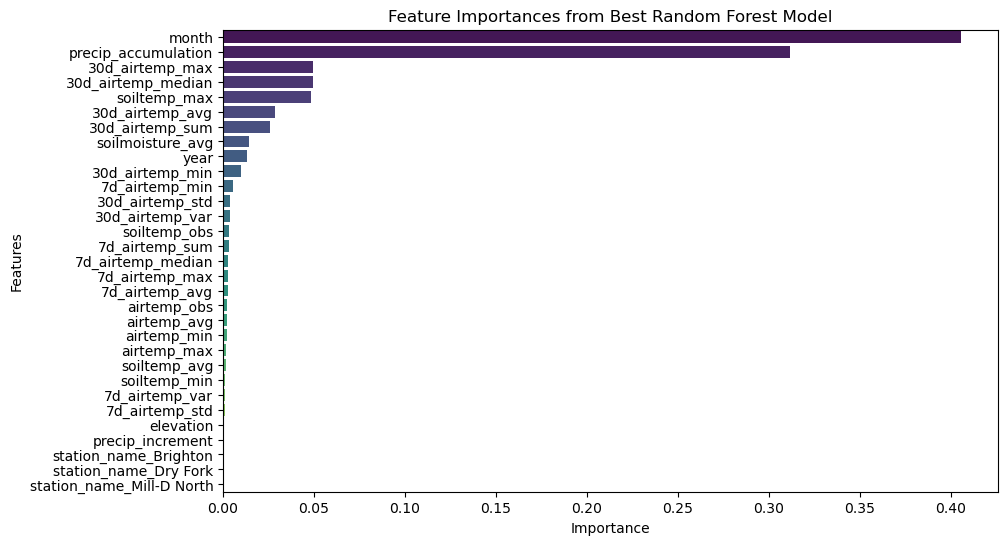 Feature Importances from Best Random Forest Model
Features
month
precip_accumulation
30d_airtemp_max
30d_airtemp_median
soiltemp_max
30d_airtemp_avg
30d_airtemp_sum
soilmoisture_avg
year
30d_airtemp_min
7d_airtemp_min
30d_airtemp_std
30d_airtemp_var
soiltemp_obs
7d_airtemp_sum
7d_airtemp_median
7d_airtemp_max
7d_airtemp_avg
airtemp_obs
airtemp_avg
airtemp_min
airtemp_max
soiltemp_avg
soiltemp_min
7d_airtemp_var
7d_airtemp_std
elevation
precip_increment
station_name_Brighton
station_name_Dry Fork
station_name_Mill-D North
0.00 0.05 0.10 0.15 0.20 0.25 0.30 0.35 0.40
Importance